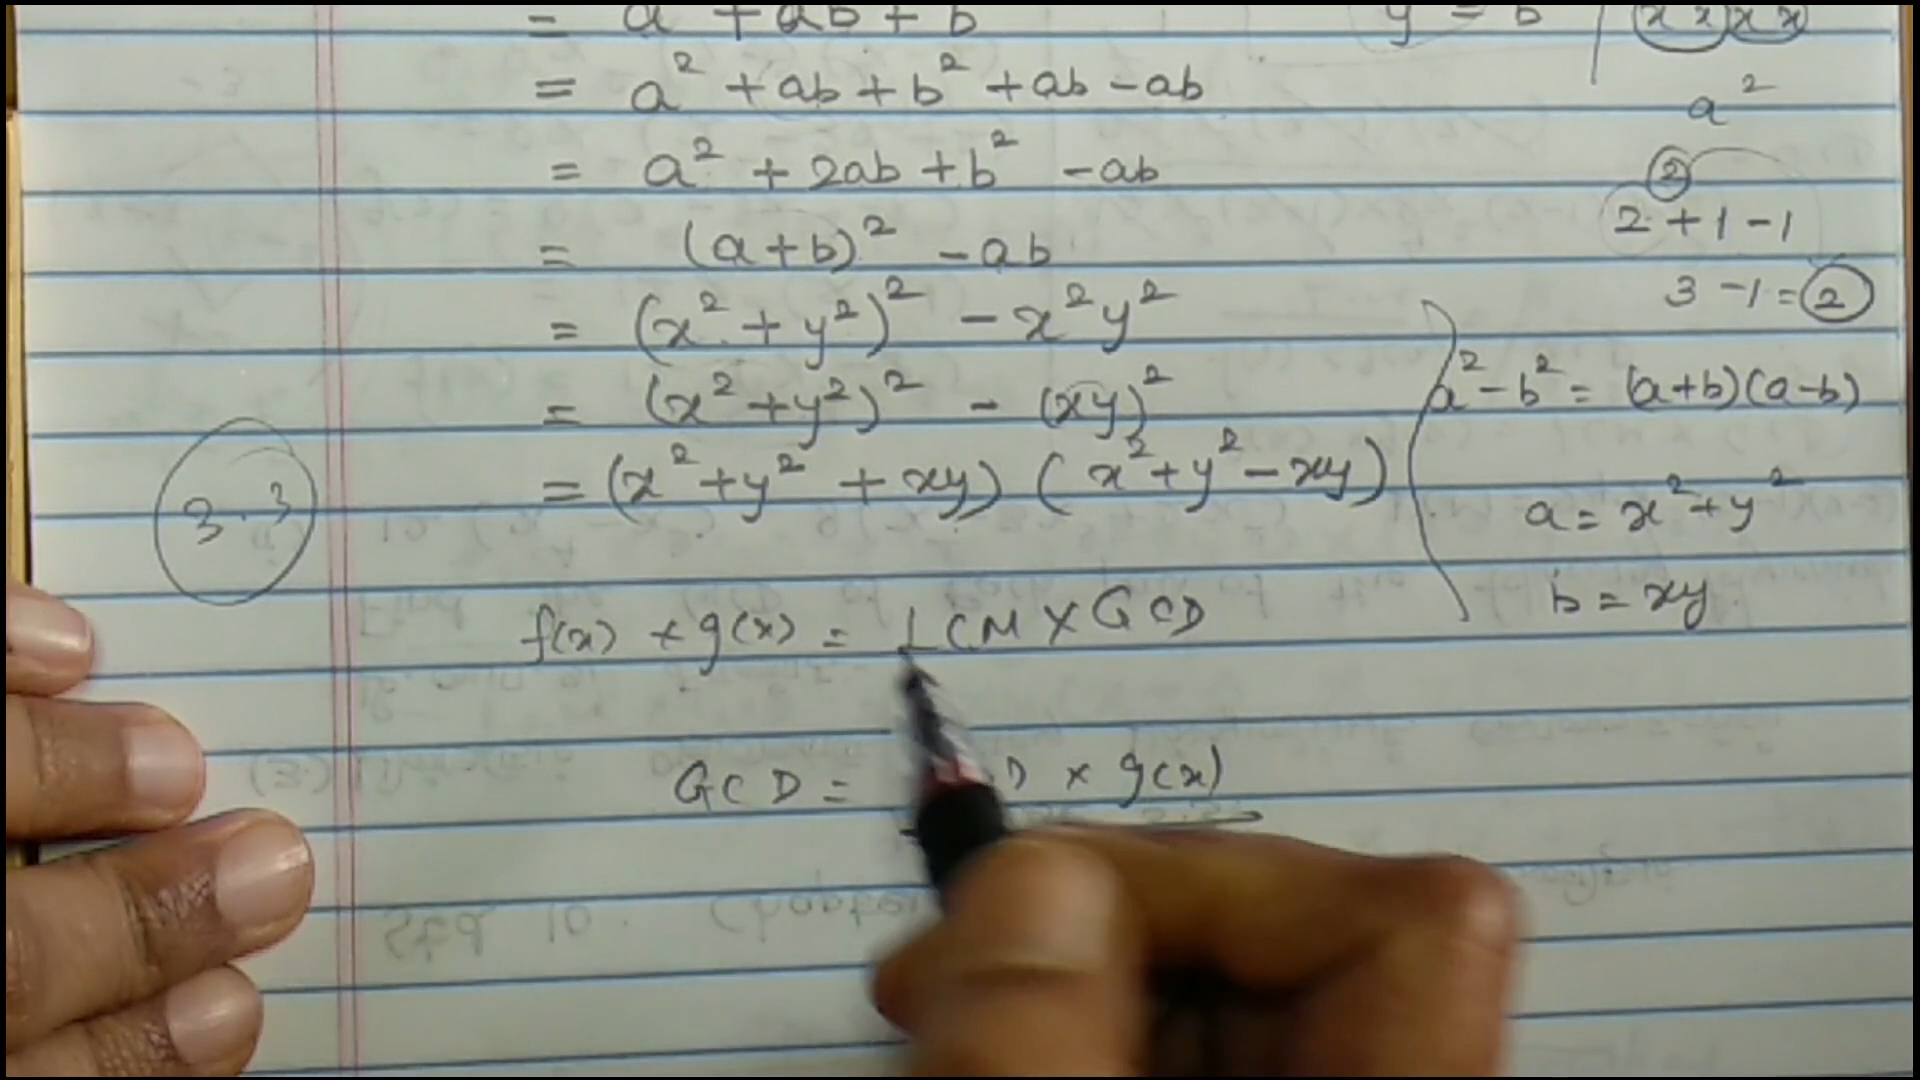 = a + ab + b
= a² + ab + b² + ab - ab
= a² + 2ab + b² - ab
= (a+b)² - ab
= (x² + y²)² - x²y²
= (x² + y²)² - (xy)²
= (x² + y² + xy) (x² + y² - xy)
3.3
f(x) × g(x) = LCM × GCD
GCD = × g(x)
y = b
x x x x
a²
2
2 + 1 - 1
3 - 1 = 2
a² - b² = (a+b)(a-b)
a = x² + y²
b = xy